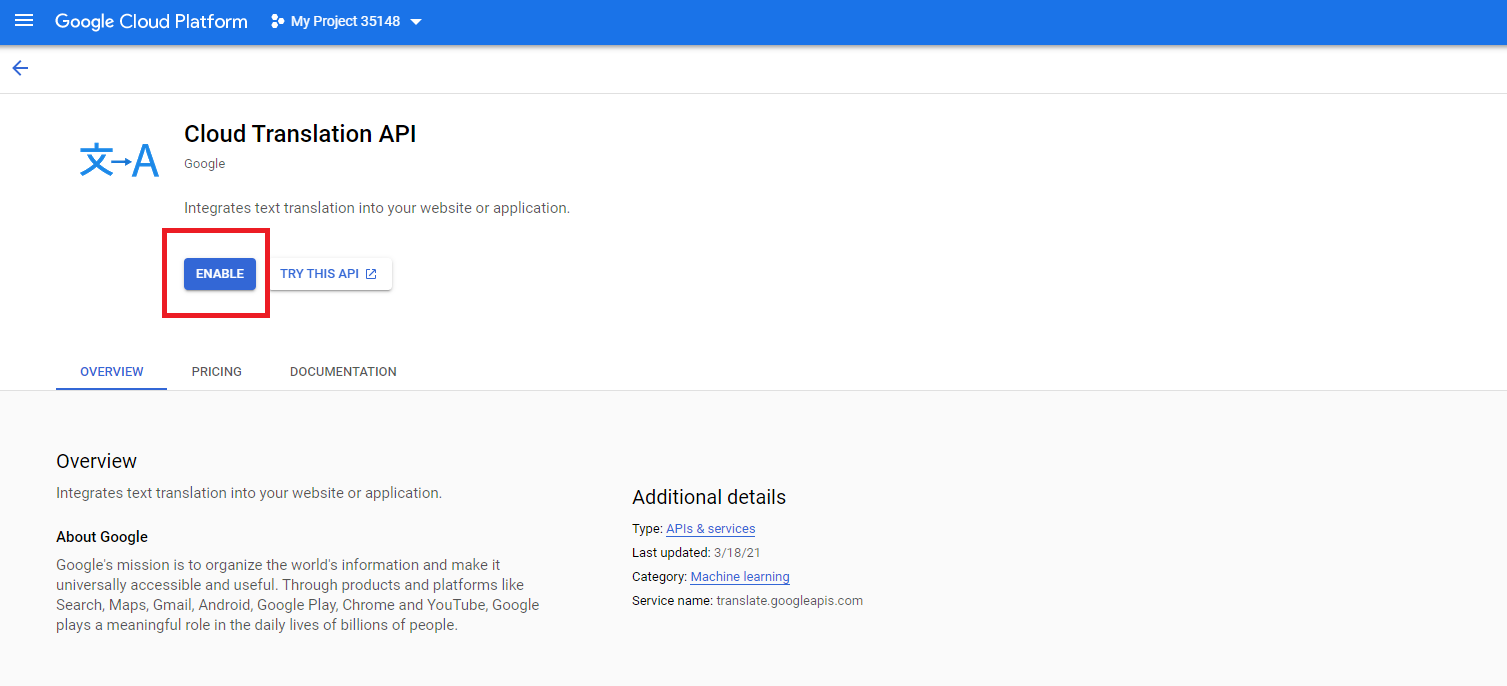 Google Cloud Platform My Project 35148
文→A
Cloud Translation API
Google
Integrates text translation into your website or application.
ENABLE TRY THIS API
OVERVIEW PRICING DOCUMENTATION
Overview
Integrates text translation into your website or application.
About Google
Google's mission is to organize the world's information and make it
universally accessible and useful. Through products and platforms like
Search, Maps, Gmail, Android, Google Play, Chrome and YouTube, Google
plays a meaningful role in the daily lives of billions of people.
Additional details
Type: APIs & services
Last updated: 3/18/21
Category: Machine learning
Service name: translate.googleapis.com